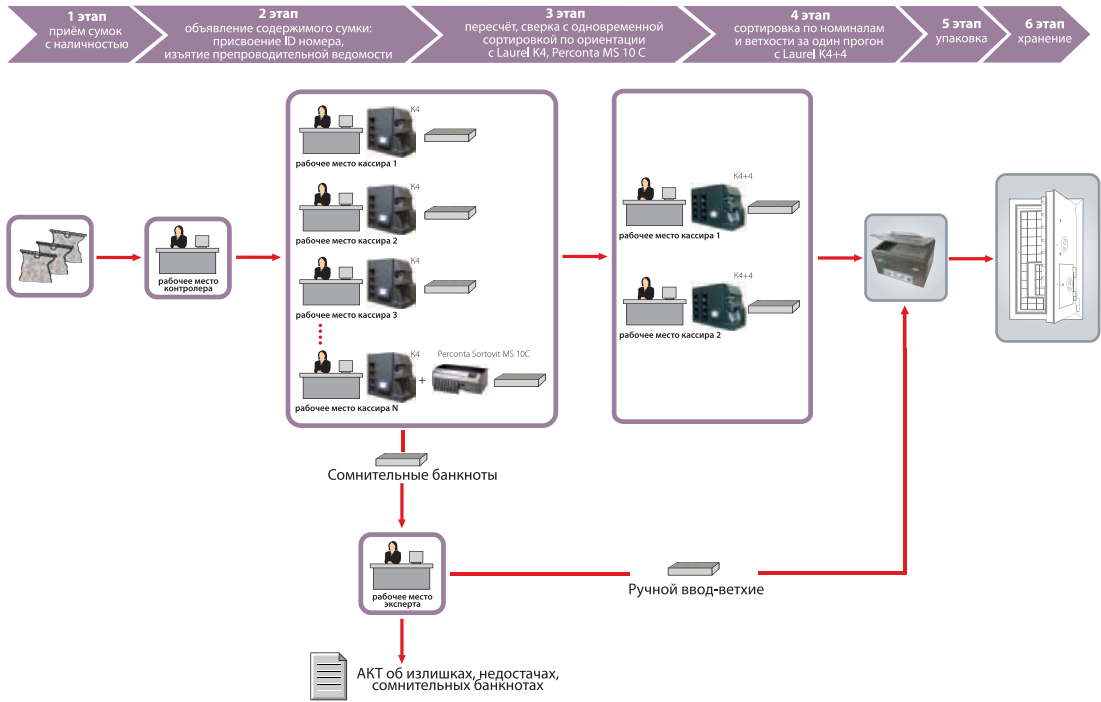 1 этап
приём сумок
с наличностью
2 этап
объявление содержимого сумки:
присвоение ID номера,
изъятие препроводительной ведомости
3 этап
пересчёт, сверка с одновременной
сортировкой по ориентации
с Laurel K4, Perconta MS 10 C
4 этап
сортировка по номиналам
и ветхости за один прогон
с Laurel K4+4
5 этап
упаковка
6 этап
хранение
K4
рабочее место кассира 1
K4
рабочее место кассира 2
K4
рабочее место кассира 3
K4
Perconta Sortovit MS 10C
+
рабочее место кассира N
рабочее место
контролера
K4+4
рабочее место кассира 1
K4+4
рабочее место кассира 2
Сомнительные банкноты
рабочее место
эксперта
Ручной ввод-ветхие
АКТ об излишках, недостачах,
сомнительных банкнотах